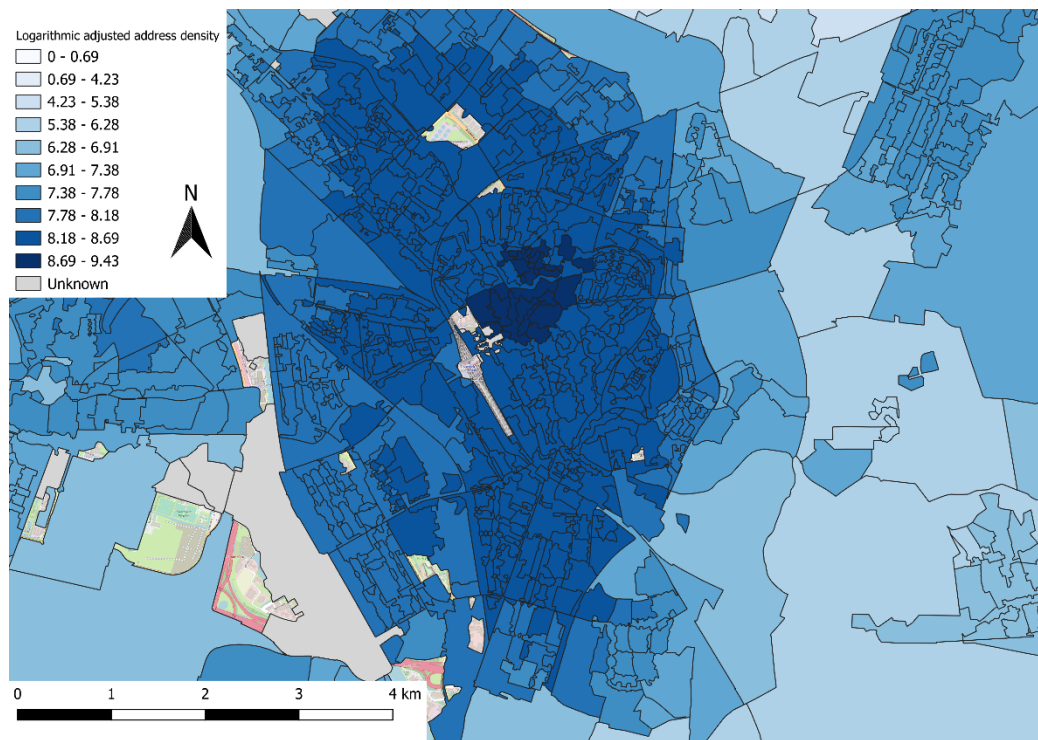 Logarithmic adjusted address density
0 - 0.69
0.69 - 4.23
4.23 - 5.38
5.38 - 6.28
6.28 - 6.91
6.91 - 7.38
7.38 - 7.78
7.78 - 8.18
8.18 - 8.69
8.69 - 9.43
Unknown
N
0 1 2 3 4 km